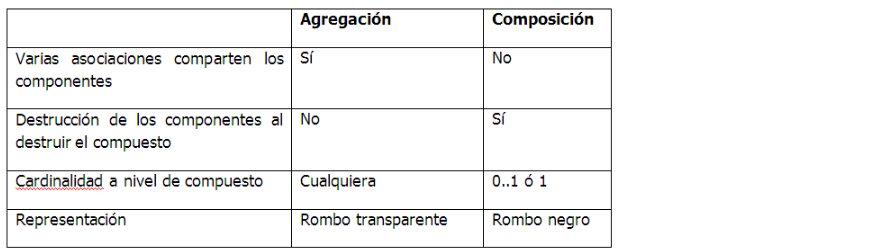 Agregación Composición
Varias asociaciones comparten los Sí No
componentes
Destrucción de los componentes al No Sí
destruir el compuesto
Cardinalidad a nivel de compuesto Cualquiera 0..1 ó 1
Representación Rombo transparente Rombo negro